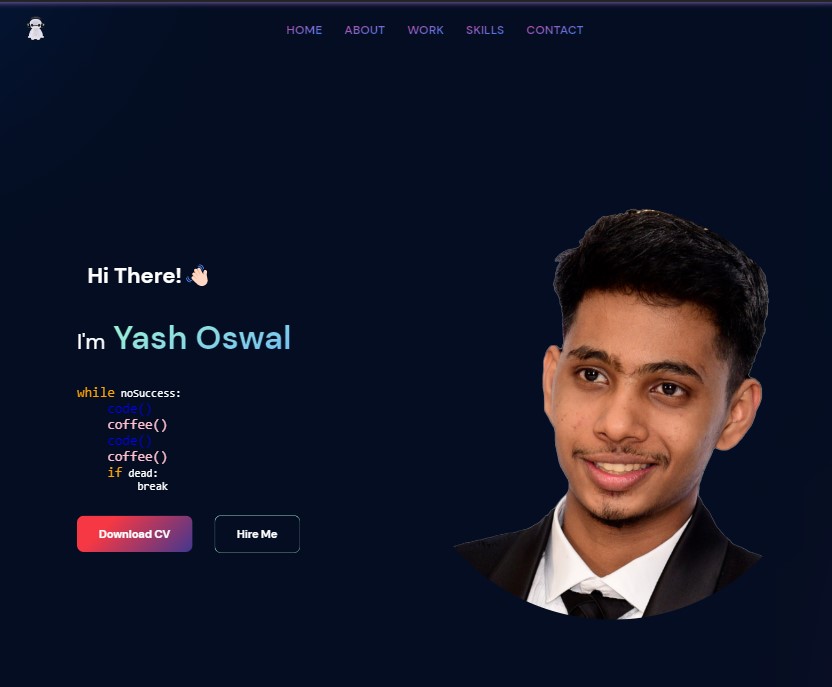 HOME ABOUT WORK SKILLS CONTACT
Hi There! 👋🏻
I'm Yash Oswal
while noSuccess:
code()
coffee()
code()
coffee()
if dead:
break
Download CV Hire Me